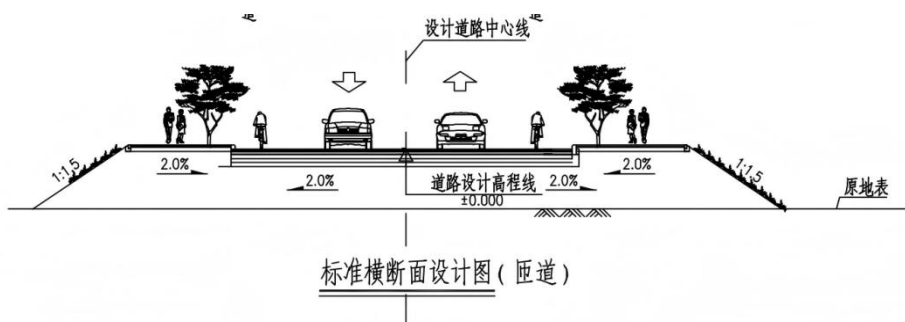 道 道
设计道路中心线
1:1.5 2.0% 2.0% 道路设计高程线 2.0% 2.0% 1:1.5
±0.000
原地表
标准横断面设计图(匝道)